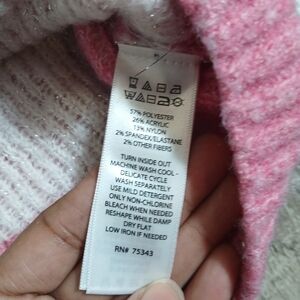 57% POLYESTER
26% ACRYLIC
13% NYLON
2% SPANDEX/ELASTANE
2% OTHER FIBERS
TURN INSIDE OUT
MACHINE WASH COOL -
DELICATE CYCLE
WASH SEPARATELY
USE MILD DETERGENT
ONLY NON-CHLORINE
BLEACH WHEN NEEDED
RESHAPE WHILE DAMP
DRY FLAT
LOW IRON IF NEEDED
RN# 75343